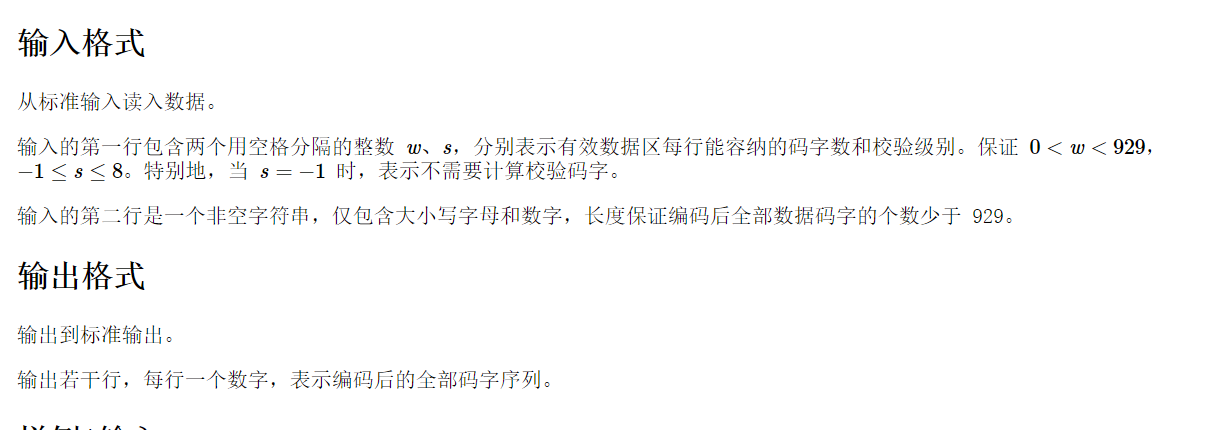 输入格式
从标准输入读入数据。
输入的第一行包含两个用空格分隔的整数 w、s，分别表示有效数据区每行能容纳的码字数和校验级别。保证 0 < w < 929，
−1 ≤ s ≤ 8。特别地，当 s = −1 时，表示不需要计算校验码字。
输入的第二行是一个非空字符串，仅包含大小写字母和数字，长度保证编码后全部数据码字的个数少于 929。
输出格式
输出到标准输出。
输出若干行，每行一个数字，表示编码后的全部码字序列。